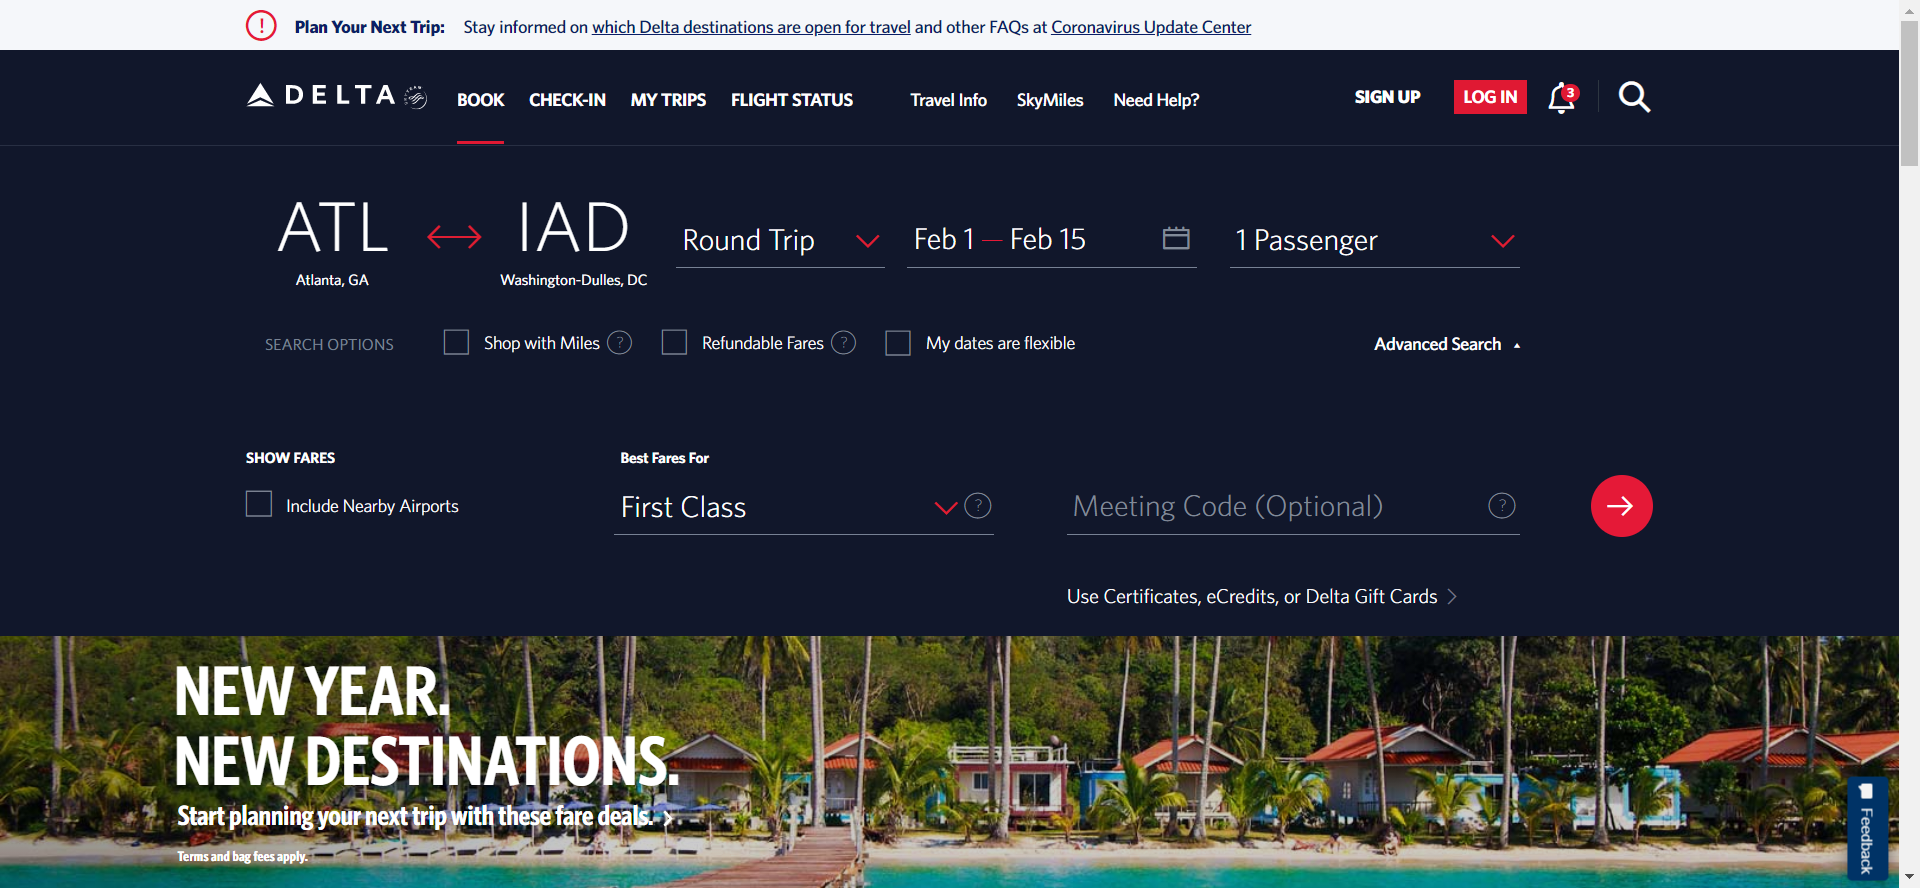 Plan Your Next Trip: Stay informed on which Delta destinations are open for travel and other FAQs at Coronavirus Update Center
DELTA BOOK CHECK-IN MY TRIPS FLIGHT STATUS Travel Info SkyMiles Need Help? SIGN UP LOG IN 3
ATL IAD Round Trip Feb 1 — Feb 15 1 Passenger
Atlanta, GA Washington-Dulles, DC
SEARCH OPTIONS Shop with Miles ? Refundable Fares ? My dates are flexible Advanced Search
SHOW FARES Best Fares For
Include Nearby Airports First Class ? Meeting Code (Optional) ?
Use Certificates, eCredits, or Delta Gift Cards
NEW YEAR.
NEW DESTINATIONS.
Start planning your next trip with these fare deals.
Terms and bag fees apply.
Feedback